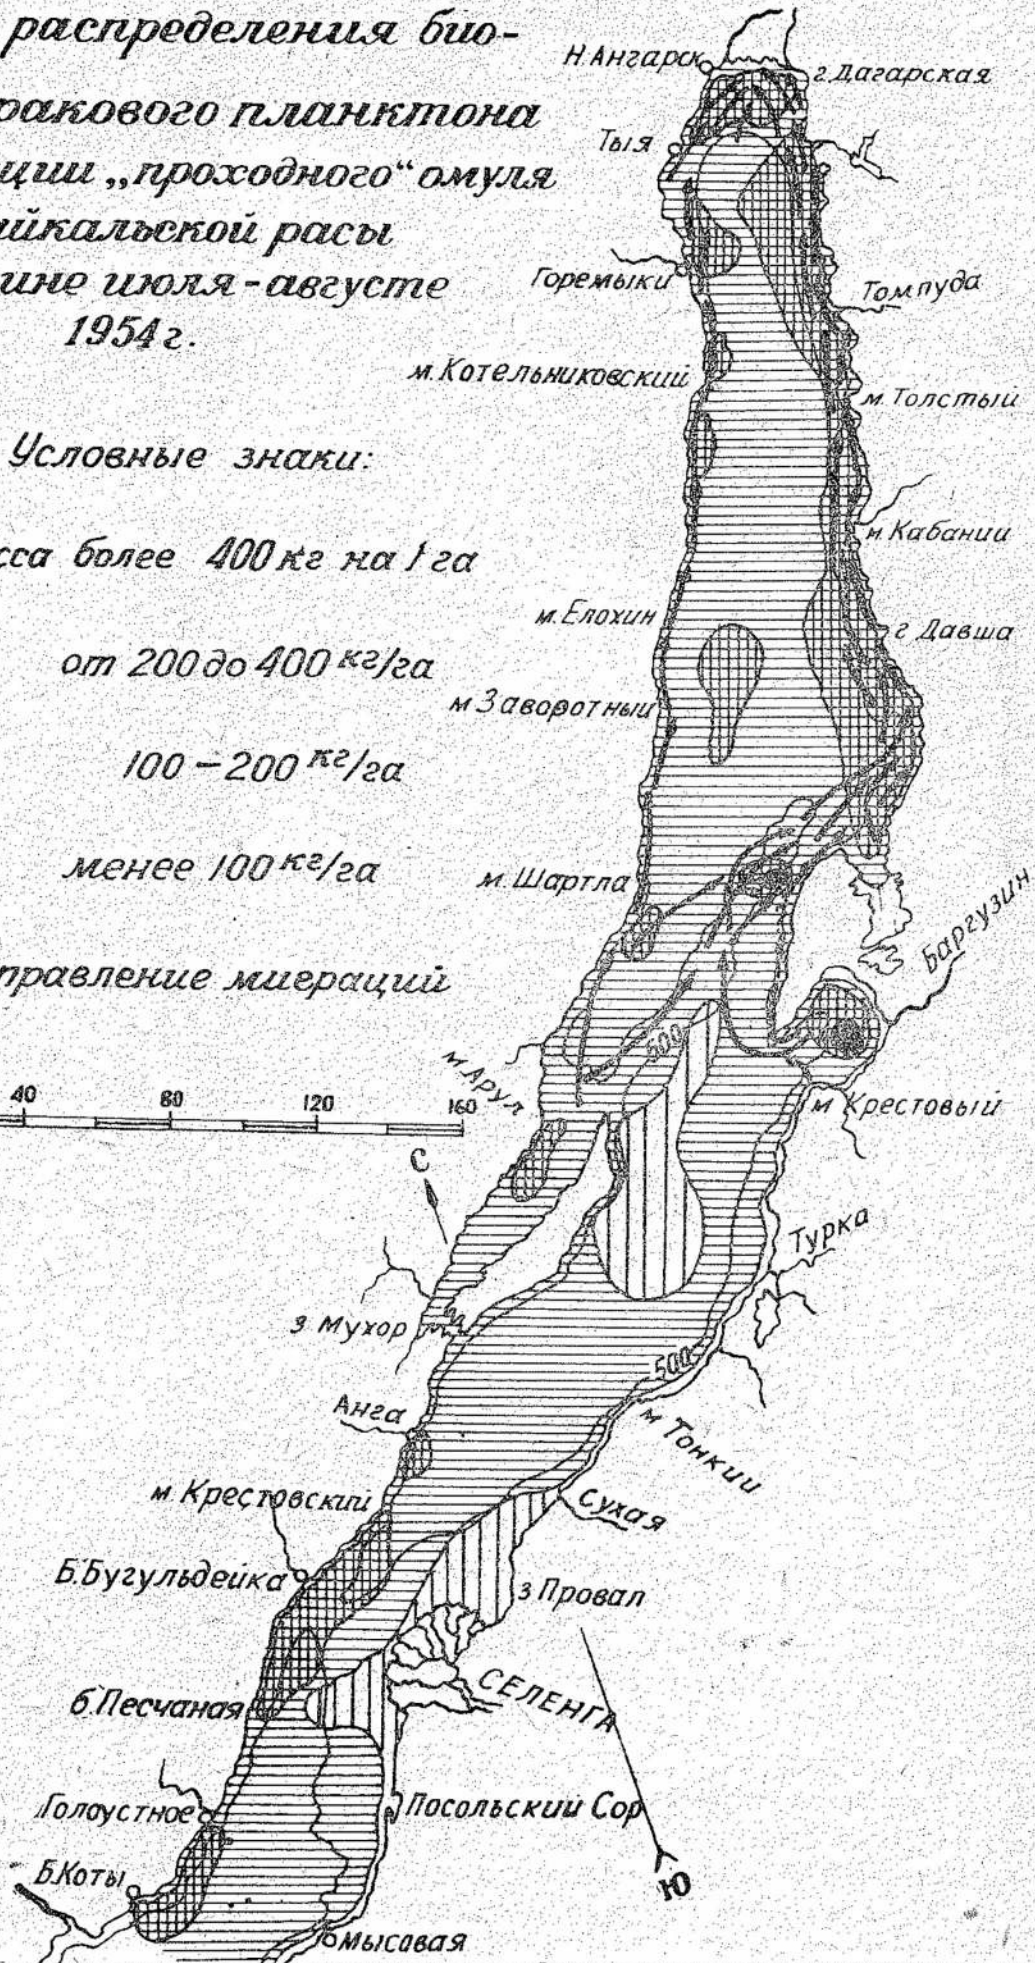 распределения био-
ракового планктона
ции „проходного“ омуля
йкальской расы
ине июля-августе
1954 г.
Условные знаки:
сса более 400 кг на 1 га
от 200 до 400 кг/га
100 – 200 кг/га
менее 100 кг/га
правление миграций
40 80 120 160
С
Н.Ангарск
г.Дагарская
Тыя
Горемыки
Томпуда
м.Котельниковский
м.Толстый
м.Кабаний
м.Елохин
г.Давша
м Заворотный
м.Шартла
Баргузин
500
м Арул
м Крестовый
Турка
з Мухор
500
Анга
м Тонкий
м.Крестовский
Сухая
Б.Бугульдейка
з Провал
СЕЛЕНГА
б.Песчаная
Голоустное
Посольский Сор
Б.Коты
Ю
Мысовая